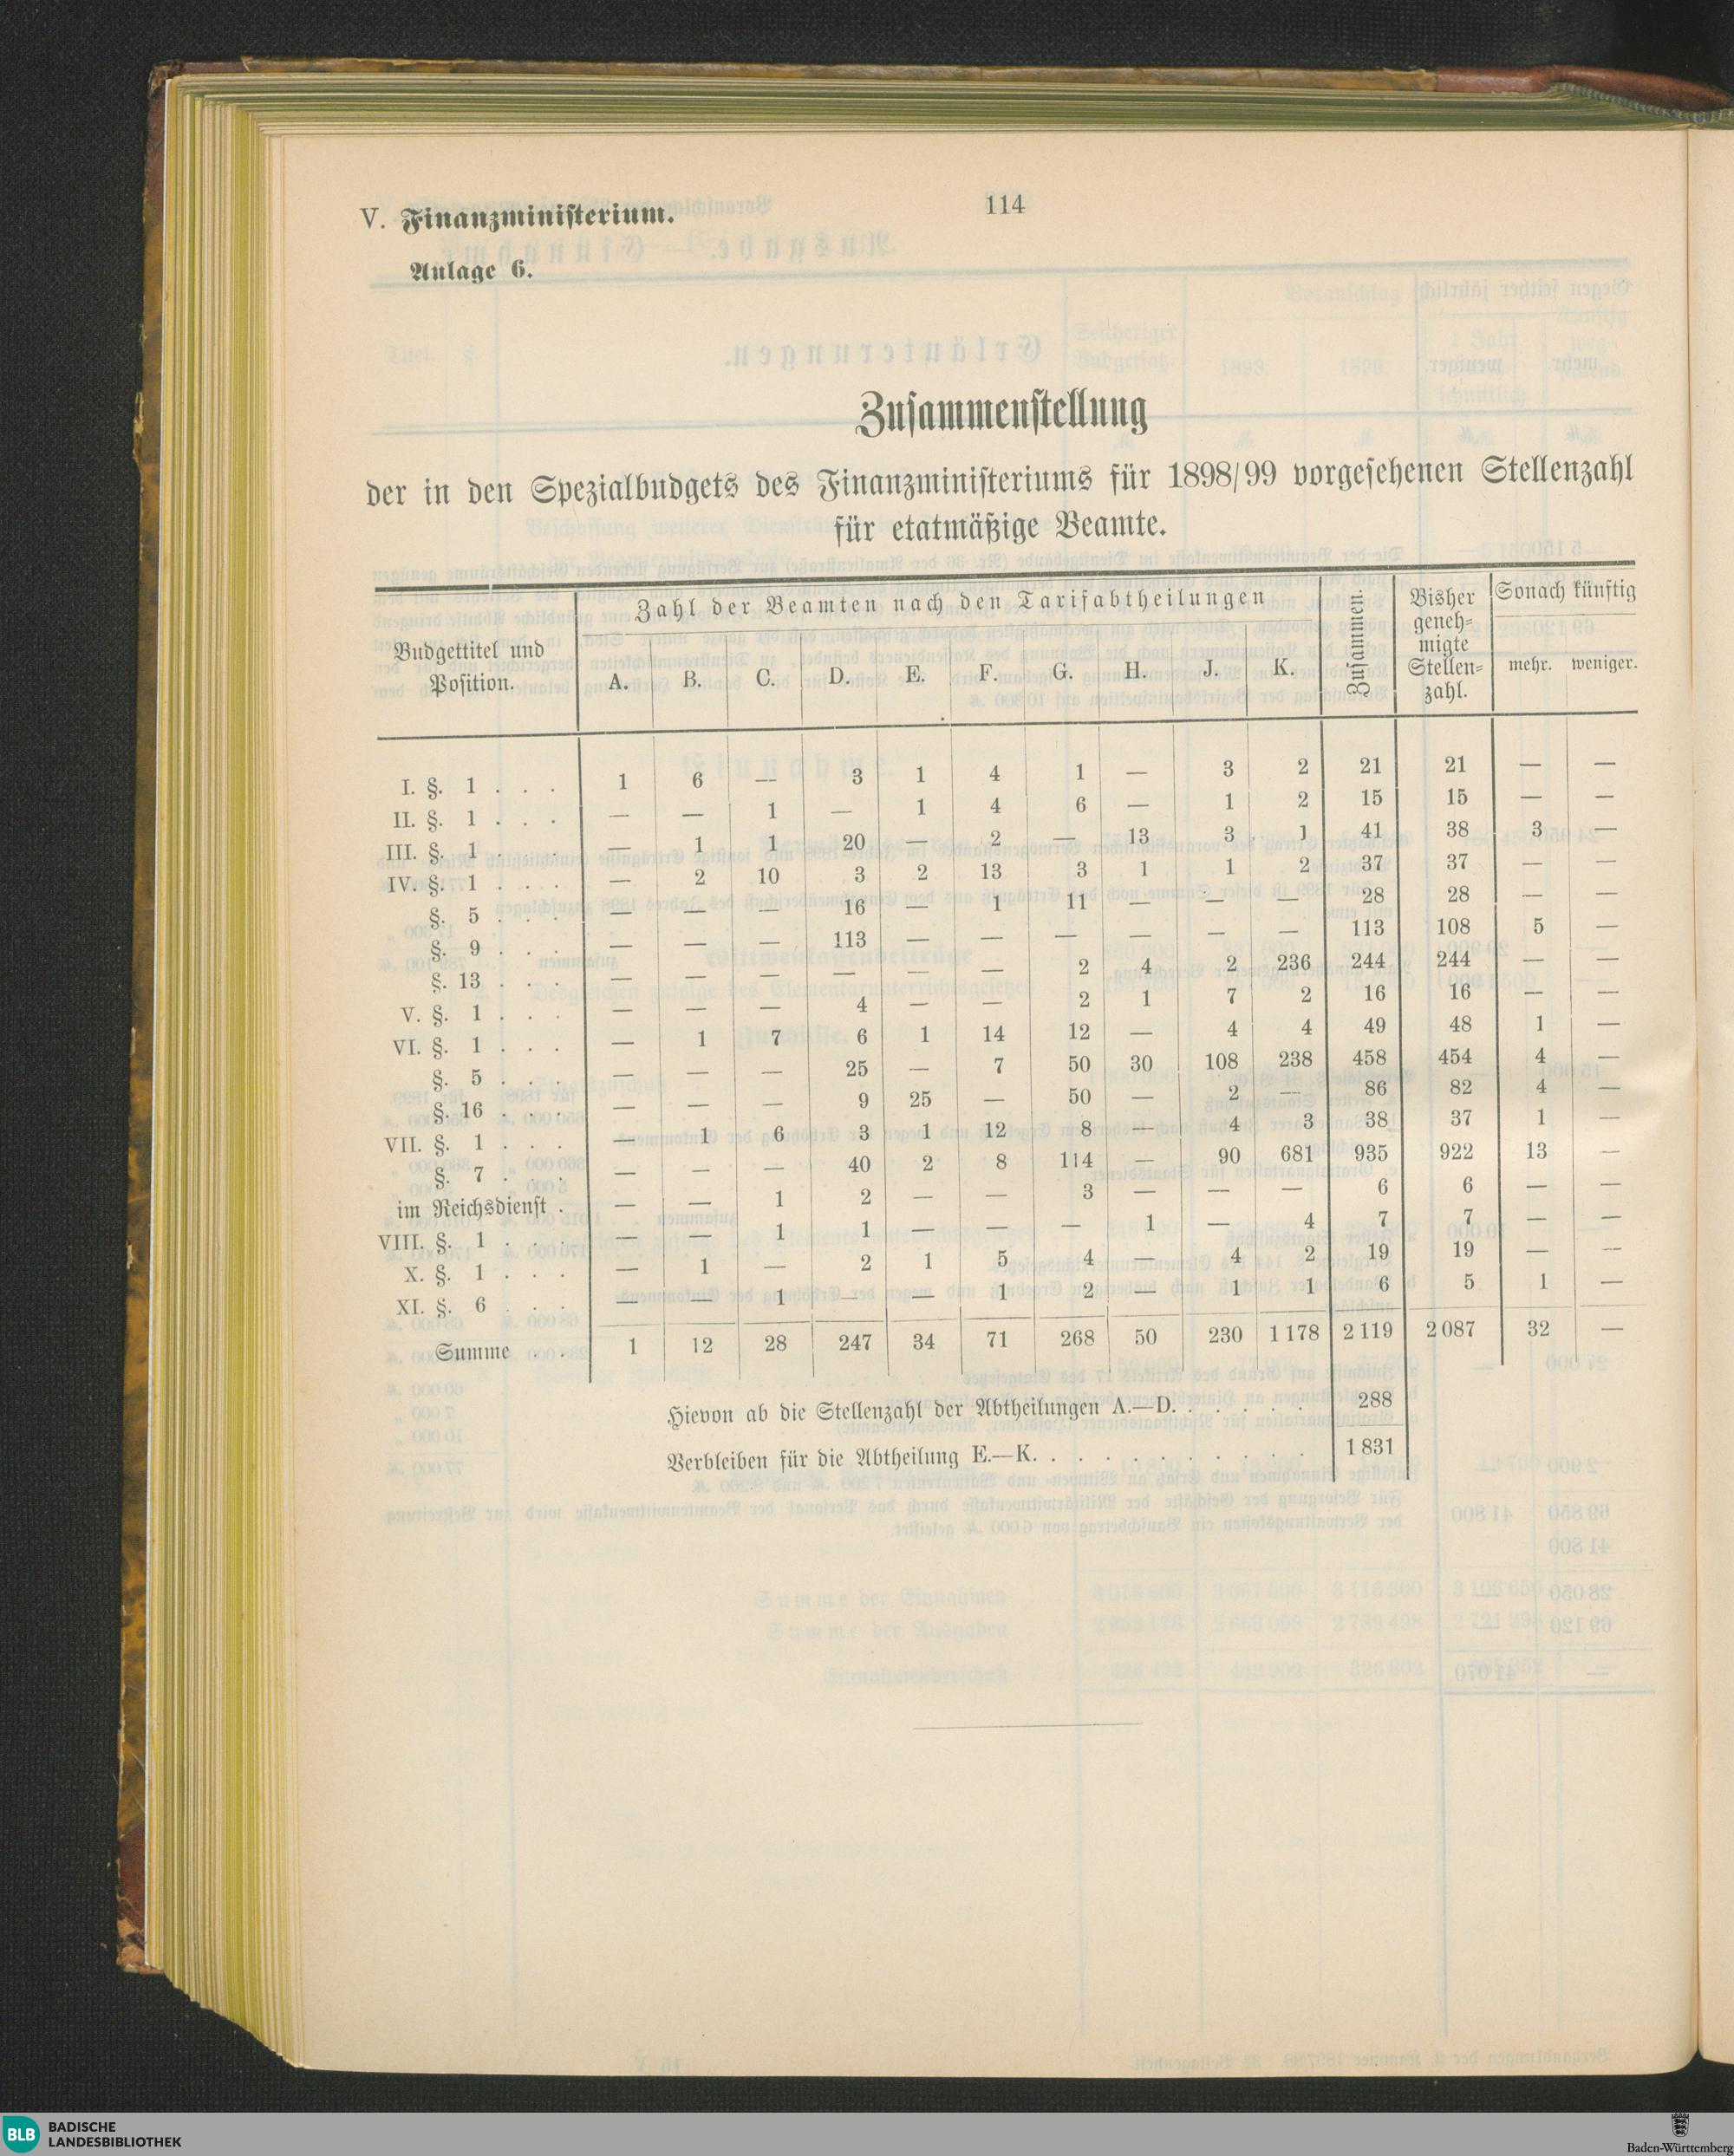 V. Finanzministerium.
114
Anlage 6.
Zusammenstellung
der in den Spezialbudgets des Finanzministeriums für 1898/99 vorgesehenen Stellenzahl
für etatmäßige Beamte.
Budgettitel und Position. Zahl der Beamten nach den Tarifabtheilungen Zusammen. Bisher geneh- migte Stellen- zahl. Sonach künftig
A. B. C. D. E. F. G. H. J. K. mehr. weniger.
I. §. 1 . . . 1 6 — 3 1 4 1 — 3 2 21 21 — —
II. §. 1 . . . — — 1 — 1 4 6 — 1 2 15 15 — —
III. §. 1 . . . — 1 1 20 — 2 — 13 3 1 41 38 3 —
IV. §. 1 . . . — 2 10 3 2 13 3 1 1 2 37 37 — —
§. 5 . . . — — — 16 — 1 11 — — — 28 28 — —
§. 9 . . . — — — 113 — — — — — — 113 108 5 —
§. 13 . . . — — — — — — 2 4 2 236 244 244 — —
V. §. 1 . . . — — — 4 — — 2 1 7 2 16 16 — —
VI. §. 1 . . . — 1 7 6 1 14 12 — 4 4 49 48 1 —
§. 5 . . . — — — 25 — 7 50 30 108 238 458 454 4 —
§. 16 . . . — — — 9 25 — 50 — 2 — 86 82 4 —
VII. §. 1 . . . — 1 6 3 1 12 8 — 4 3 38 37 1 —
§. 7 . . . — — — 40 2 8 114 — 90 681 935 922 13 —
im Reichsdienst . — — 1 2 — — 3 — — — 6 6 — —
VIII. §. 1 . . . — — 1 1 — — — 1 — 4 7 7 — —
X. §. 1 . . . — 1 — 2 1 5 4 — 4 2 19 19 — —
XI. §. 6 . . . — — 1 — — 1 2 — 1 1 6 5 1 —
Summe . . 1 12 28 247 34 71 268 50 230 1 178 2 119 2 087 32 —
Hievon ab die Stellenzahl der Abtheilungen A.—D. . . . . . 288
Verbleiben für die Abtheilung E.—K. . . . . . . . . . . 1 831
BLB BADISCHE
LANDESBIBLIOTHEK
Baden-Württemberg